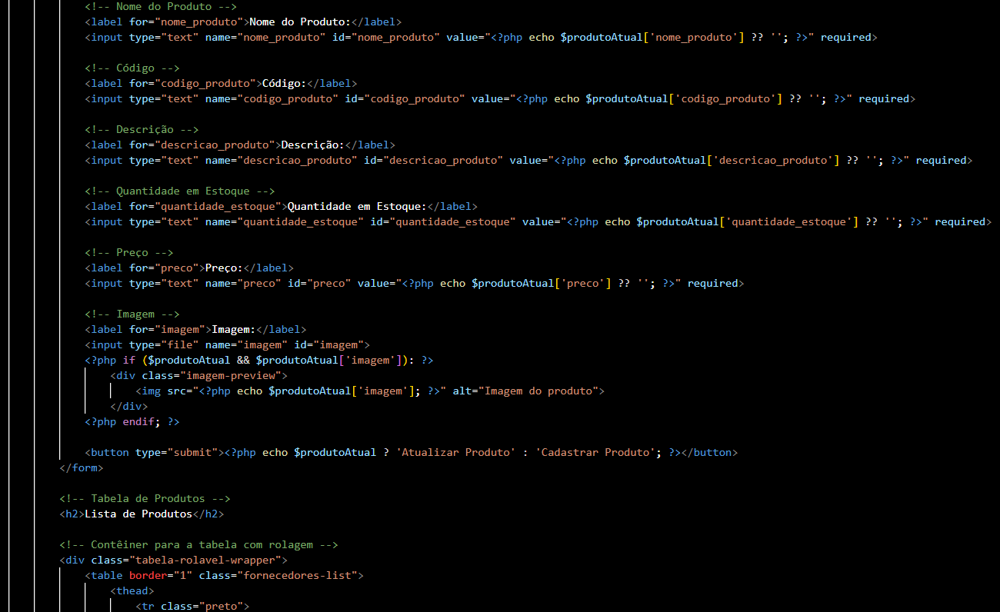 <!-- Nome do Produto -->
<label for="nome_produto">Nome do Produto:</label>
<input type="text" name="nome_produto" id="nome_produto" value="<?php echo $produtoAtual['nome_produto'] ?? ''; ?>" required>
<!-- Código -->
<label for="codigo_produto">Código:</label>
<input type="text" name="codigo_produto" id="codigo_produto" value="<?php echo $produtoAtual['codigo_produto'] ?? ''; ?>" required>
<!-- Descrição -->
<label for="descricao_produto">Descrição:</label>
<input type="text" name="descricao_produto" id="descricao_produto" value="<?php echo $produtoAtual['descricao_produto'] ?? ''; ?>" required>
<!-- Quantidade em Estoque -->
<label for="quantidade_estoque">Quantidade em Estoque:</label>
<input type="text" name="quantidade_estoque" id="quantidade_estoque" value="<?php echo $produtoAtual['quantidade_estoque'] ?? ''; ?>" required>
<!-- Preço -->
<label for="preco">Preço:</label>
<input type="text" name="preco" id="preco" value="<?php echo $produtoAtual['preco'] ?? ''; ?>" required>
<!-- Imagem -->
<label for="imagem">Imagem:</label>
<input type="file" name="imagem" id="imagem">
<?php if ($produtoAtual && $produtoAtual['imagem']): ?>
<div class="imagem-preview">
<img src="<?php echo $produtoAtual['imagem']; ?>" alt="Imagem do produto">
</div>
<?php endif; ?>
<button type="submit"><?php echo $produtoAtual ? 'Atualizar Produto' : 'Cadastrar Produto'; ?></button>
</form>
<!-- Tabela de Produtos -->
<h2>Lista de Produtos</h2>
<!-- Contêiner para a tabela com rolagem -->
<div class="tabela-rolavel-wrapper">
<table border="1" class="fornecedores-list">
<thead>
<tr class="preto">